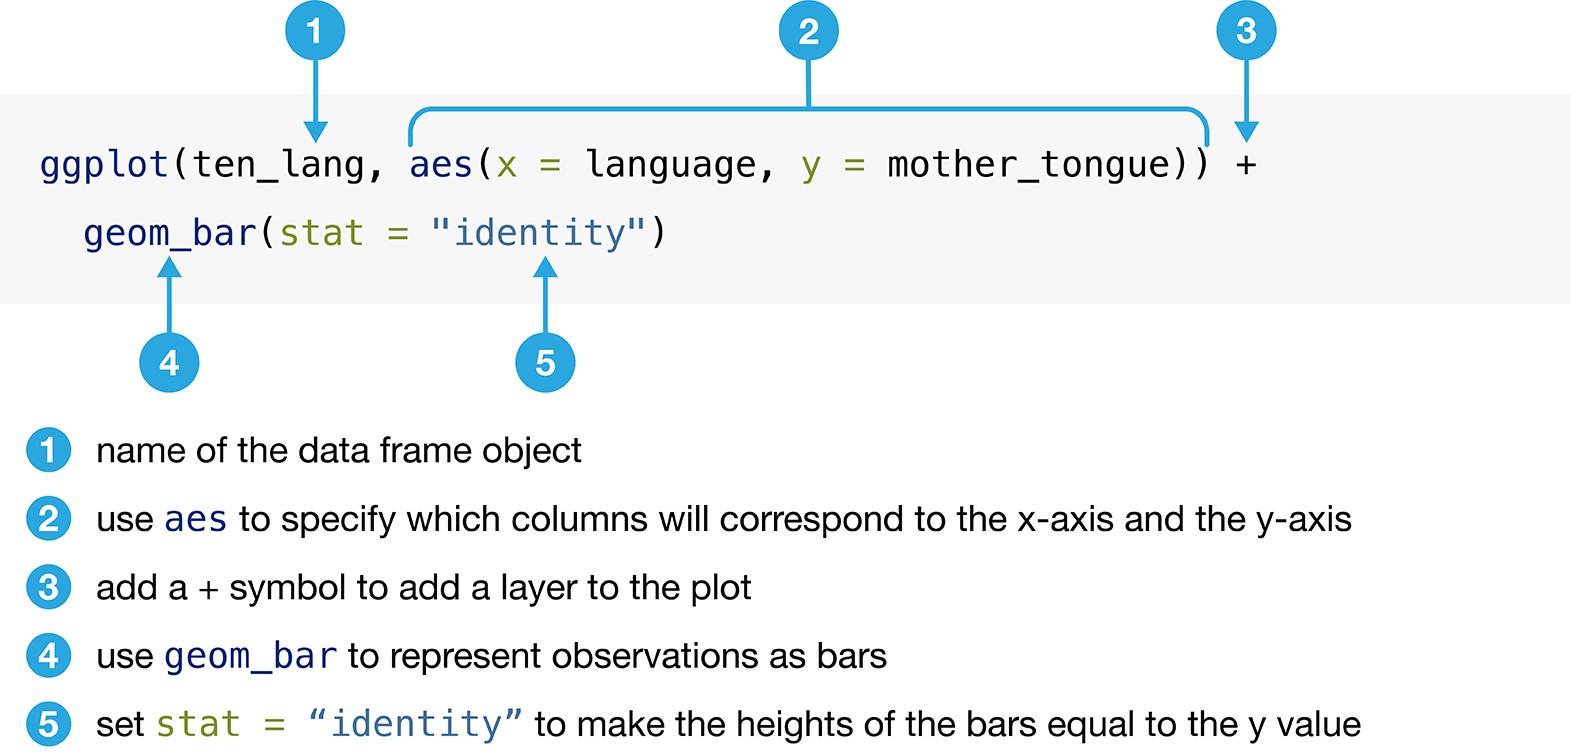 1 2 3
ggplot(ten_lang, aes(x = language, y = mother_tongue)) +
geom_bar(stat = "identity")
4 5
1 name of the data frame object
2 use aes to specify which columns will correspond to the x-axis and the y-axis
3 add a + symbol to add a layer to the plot
4 use geom_bar to represent observations as bars
5 set stat = “identity” to make the heights of the bars equal to the y value